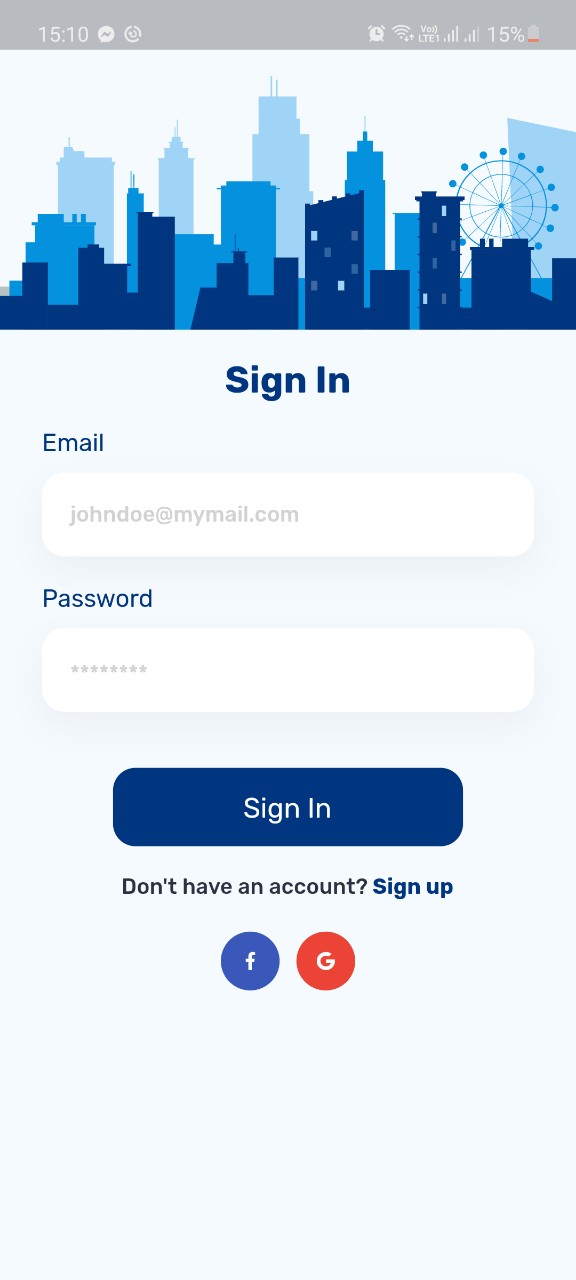 15:10 Vo)) LTE1 15%
Sign In
Email
johndoe@mymail.com
Password
********
Sign In
Don't have an account? Sign up
f G